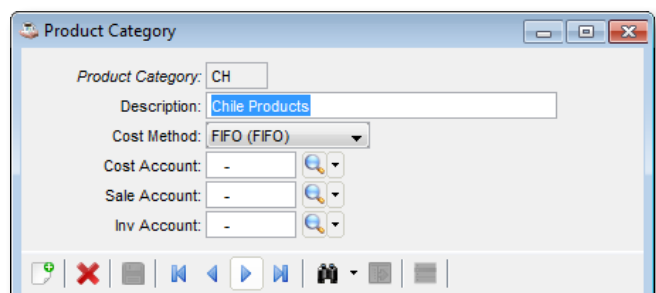 Product Category
Product Category: CH
Description: Chile Products
Cost Method: FIFO (FIFO)
Cost Account: -
Sale Account: -
Inv Account: -